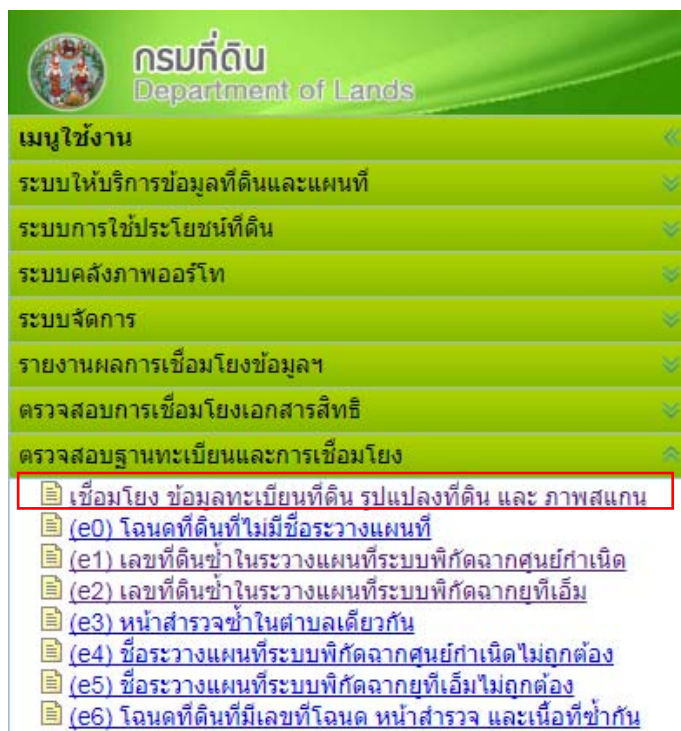 กรมที่ดิน
Department of Lands
เมนูใช้งาน
ระบบให้บริการข้อมูลที่ดินและแผนที่
ระบบการใช้ประโยชน์ที่ดิน
ระบบคลังภาพออร์โท
ระบบจัดการ
รายงานผลการเชื่อมโยงข้อมูลฯ
ตรวจสอบการเชื่อมโยงเอกสารสิทธิ
ตรวจสอบฐานทะเบียนและการเชื่อมโยง
เชื่อมโยง ข้อมูลทะเบียนที่ดิน รูปแปลงที่ดิน และ ภาพสแกน
(e0) โฉนดที่ดินที่ไม่มีชื่อระวางแผนที่
(e1) เลขที่ดินซ้ำในระวางแผนที่ระบบพิกัดฉากศูนย์กำเนิด
(e2) เลขที่ดินซ้ำในระวางแผนที่ระบบพิกัดฉากยูทีเอ็ม
(e3) หน้าสำรวจซ้ำในตำบลเดียวกัน
(e4) ชื่อระวางแผนที่ระบบพิกัดฉากศูนย์กำเนิดไม่ถูกต้อง
(e5) ชื่อระวางแผนที่ระบบพิกัดฉากยูทีเอ็มไม่ถูกต้อง
(e6) โฉนดที่ดินที่มีเลขที่โฉนด หน้าสำรวจ และเนื้อที่ซ้ำกัน